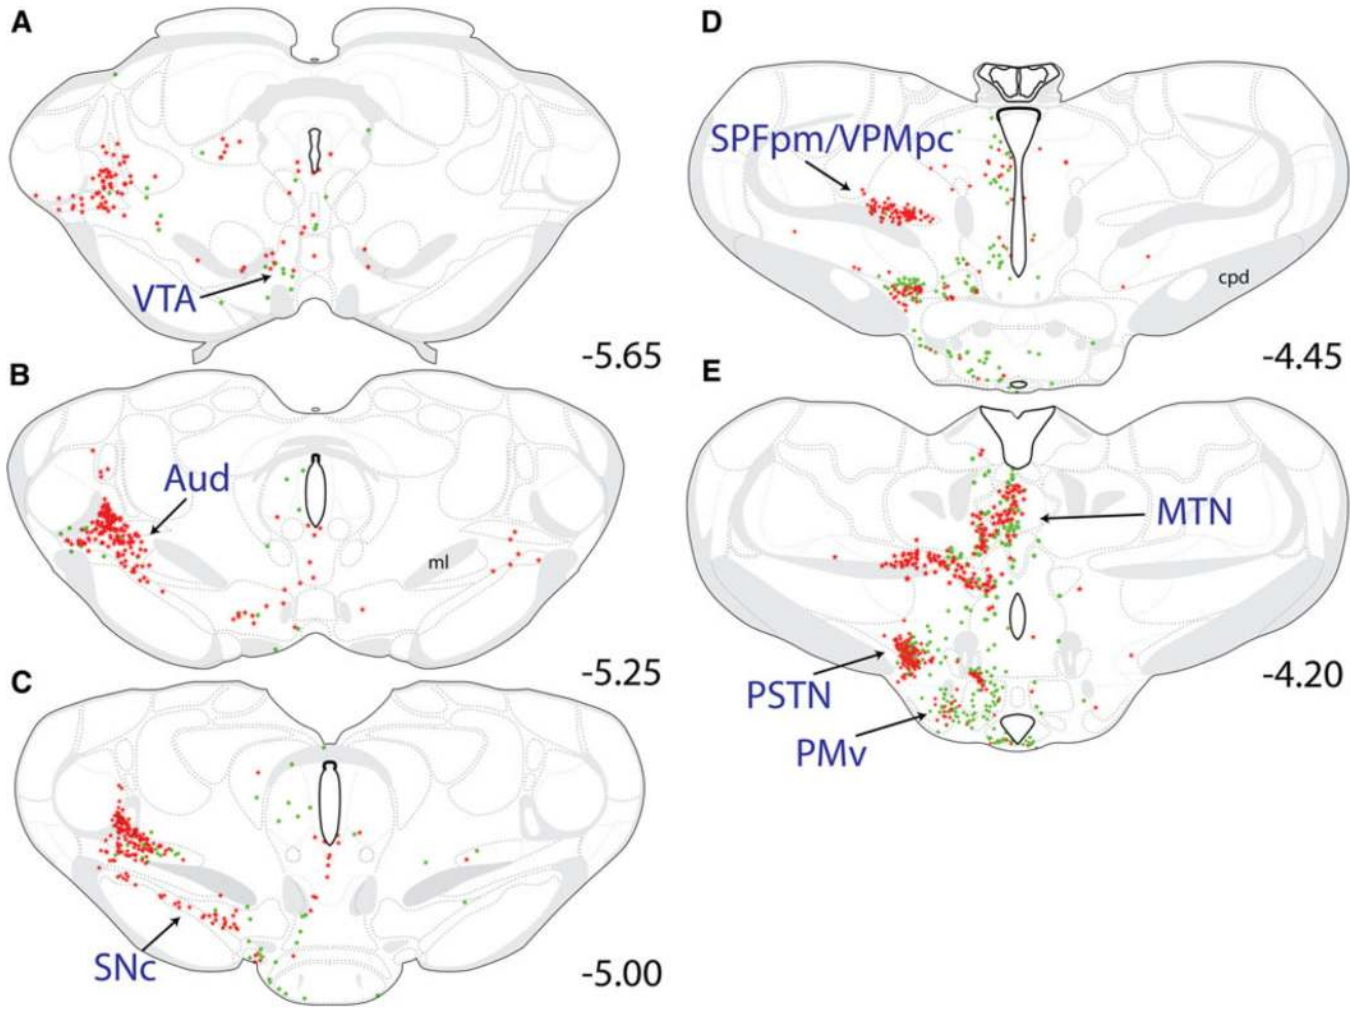 A
VTA
-5.65
B
Aud
ml
-5.25
C
SNc
-5.00
D
SPFpm/VPMpc
cpd
-4.45
E
MTN
PSTN
-4.20
PMv